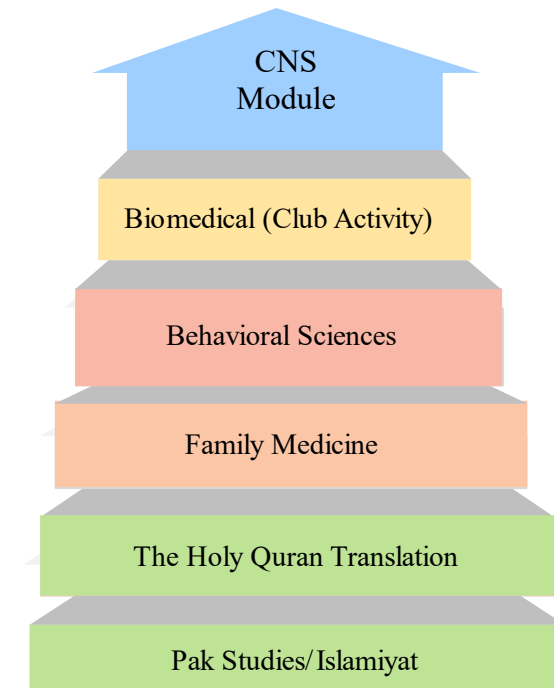 CNS
Module
Biomedical (Club Activity)
Behavioral Sciences
Family Medicine
The Holy Quran Translation
Pak Studies/Islamiyat